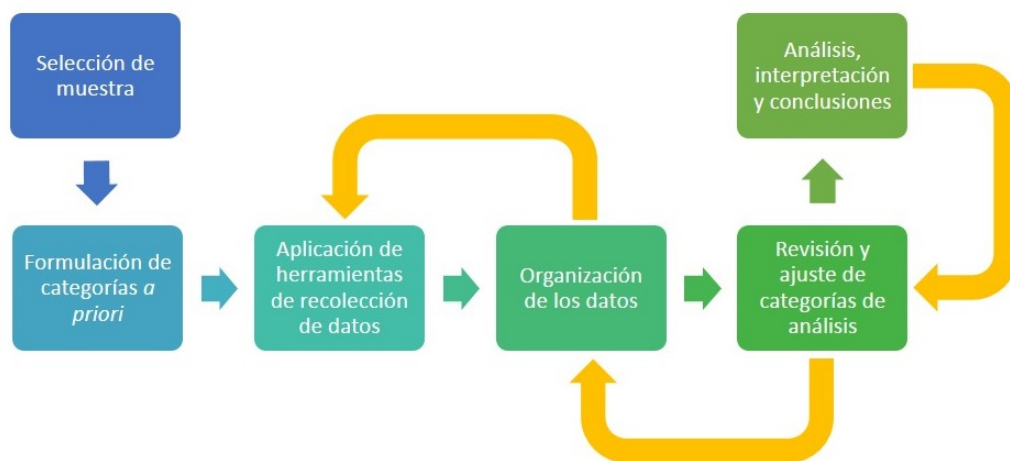 Selección de
muestra
Formulación de
categorías a
priori
Aplicación de
herramientas
de recolección
de datos
Organización
de los datos
Revisión y
ajuste de
categorías de
análisis
Análisis,
interpretación
y conclusiones